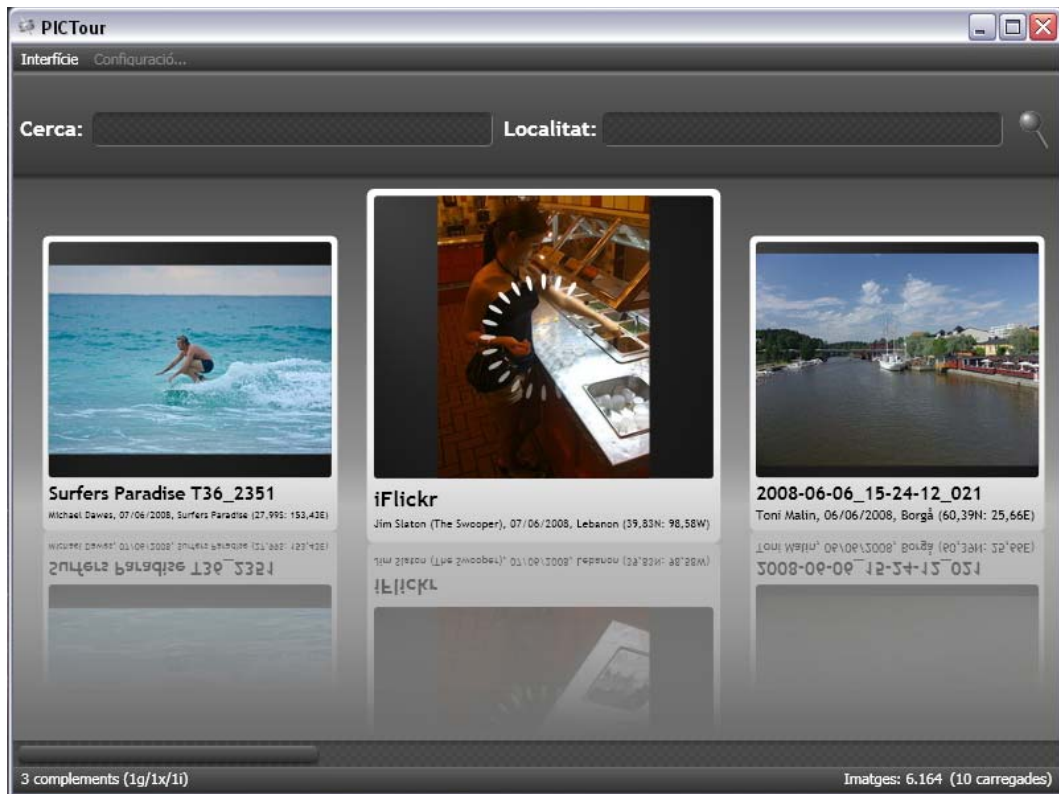 PICTour
Interfície Configuració...
Cerca: Localitat:
Surfers Paradise T36_2351
Michael Dawes, 07/06/2008, Surfers Paradise (27,99S: 153,43E)
iFlickr
Jim Slaton (The Swooper), 07/06/2008, Lebanon (39,83N: 98,58W)
2008-06-06_15-24-12_021
Toni Malin, 06/06/2008, Borgå (60,39N: 25,66E)
3 complements (1g/1x/1i) Imatges: 6.164 (10 carregades)